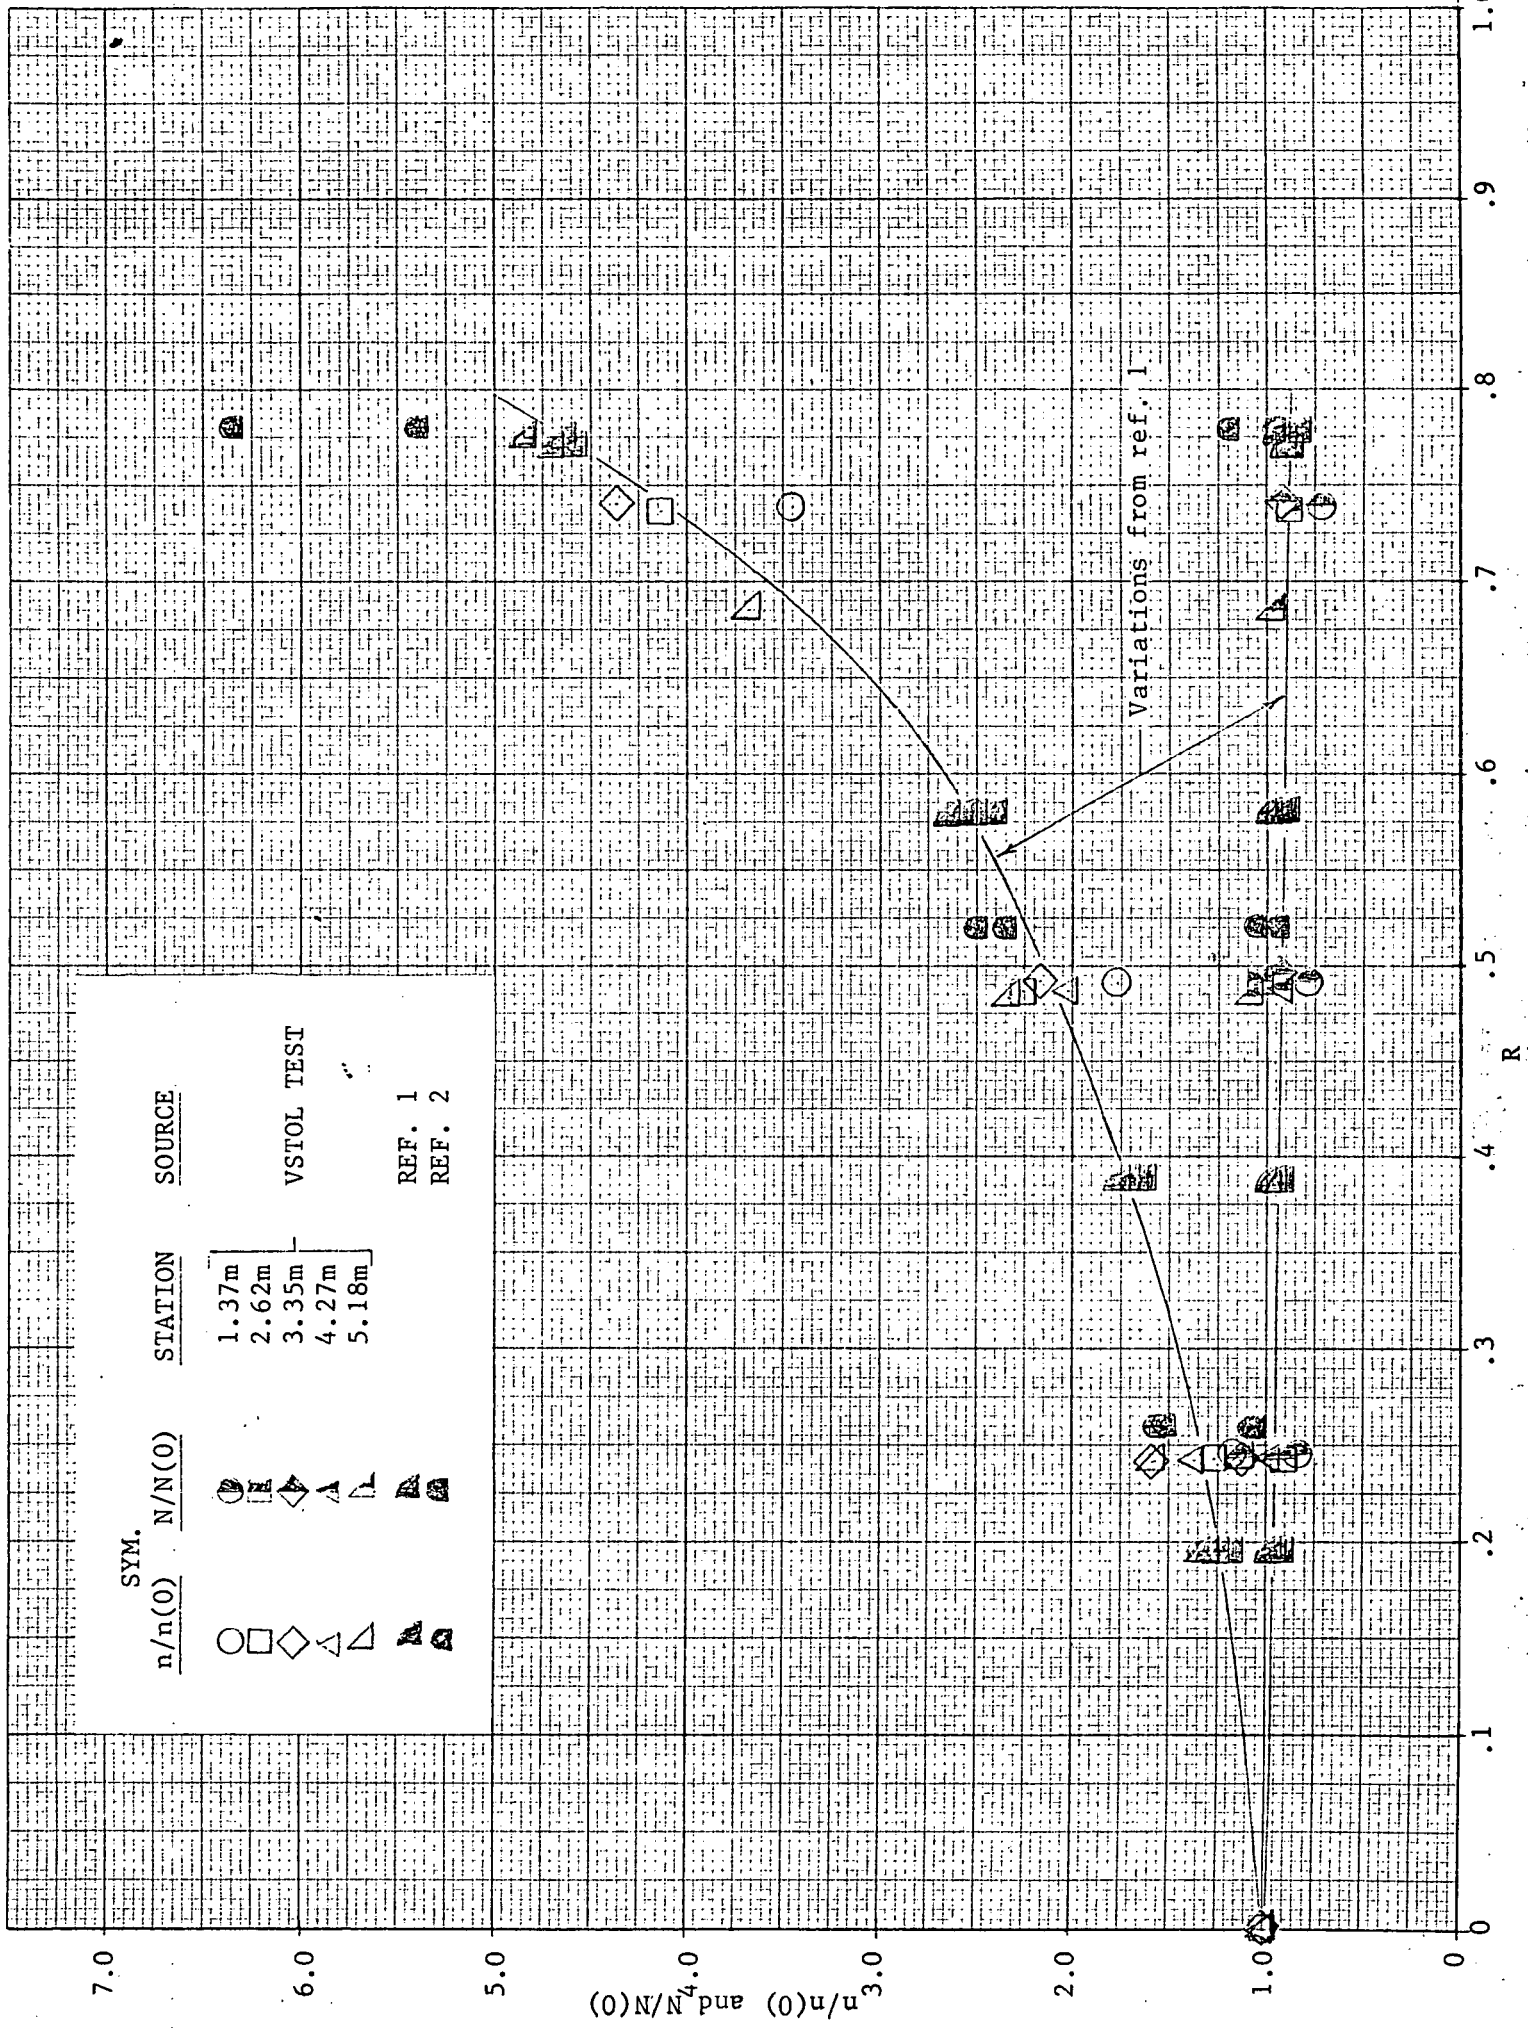 SYM.
n/n(0) N/N(0) STATION SOURCE
1.37m
2.62m
3.35m VSTOL TEST
4.27m
5.18m
REF. 1
REF. 2
Variations from ref. 1
n/n(0) and N/N(0)
7.0
6.0
5.0
4.0
3.0
2.0
1.0
0
0 .1 .2 .3 .4 .5 .6 .7 .8 .9
R